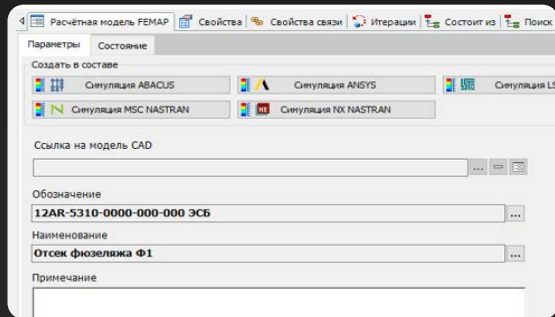 Расчётная модель FEMAP Свойства Свойства связи Итерации Состоит из Поиск
Параметры Состояние
Создать в составе
Симуляция ABACUS Симуляция ANSYS Симуляция LS
Симуляция MSC NASTRAN Симуляция NX NASTRAN
Ссылка на модель CAD
Обозначение
12AR-5310-0000-000-000 ЭСБ
Наименование
Отсек фюзеляжа Ф1
Примечание